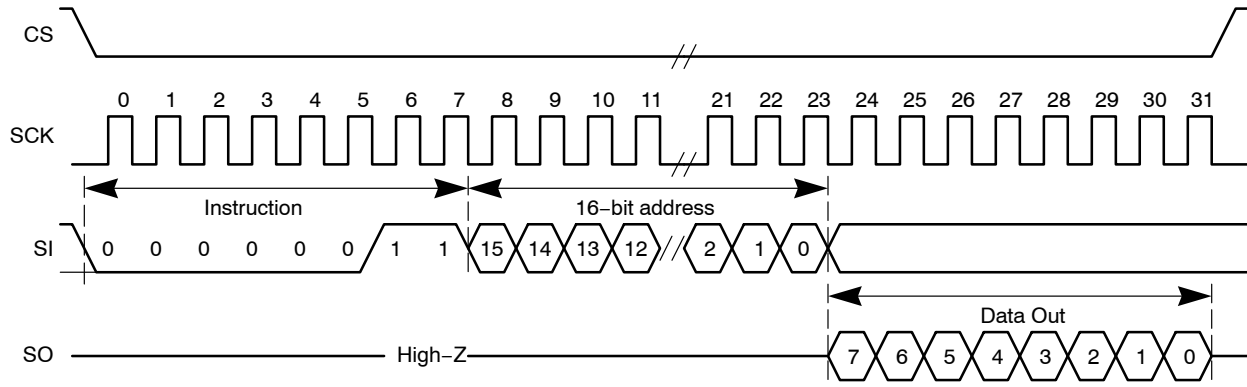 CS
0 1 2 3 4 5 6 7 8 9 10 11 21 22 23 24 25 26 27 28 29 30 31
SCK
Instruction 16−bit address
SI 0 0 0 0 0 0 1 1 15 14 13 12 2 1 0
Data Out
SO High−Z 7 6 5 4 3 2 1 0